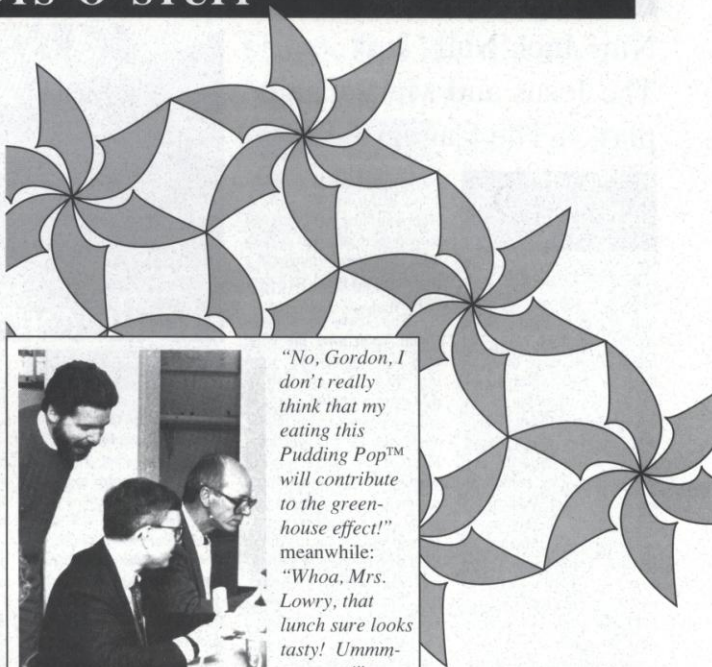 "No, Gordon, I
don't really
think that my
eating this
Pudding Pop™
will contribute
to the green-
house effect!"
meanwhile:
"Whoa, Mrs.
Lowry, that
lunch sure looks
tasty! Ummm-